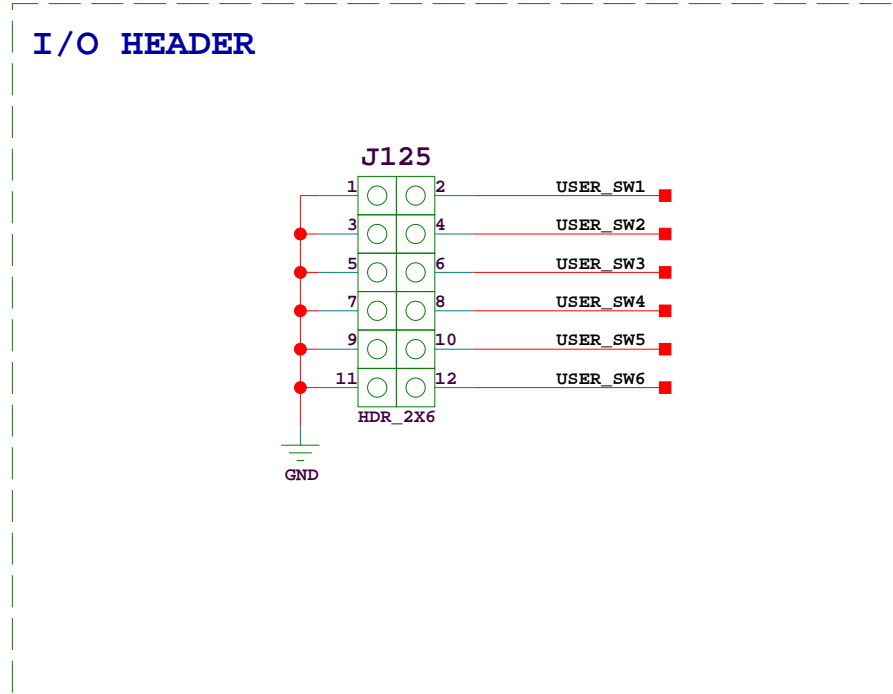 I/O HEADER
J125
1 2 USER_SW1
3 4 USER_SW2
5 6 USER_SW3
7 8 USER_SW4
9 10 USER_SW5
11 12 USER_SW6
HDR_2X6
GND